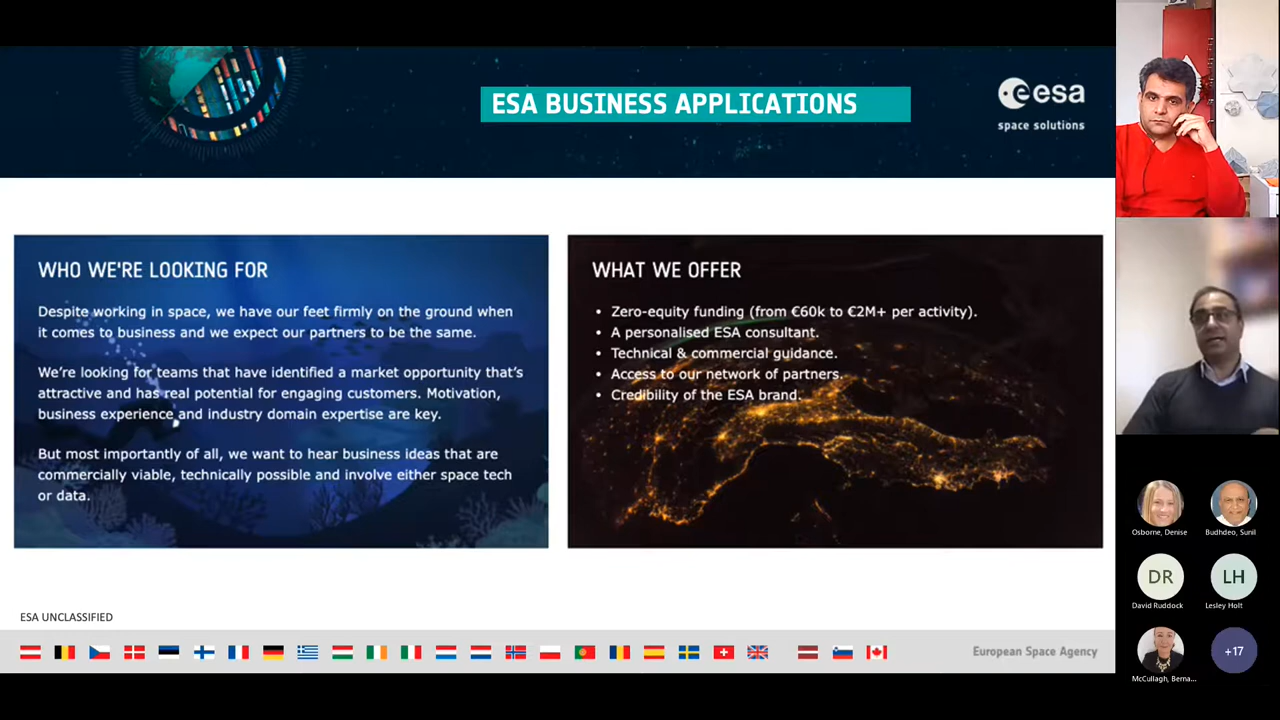 ESA BUSINESS APPLICATIONS
esa
space solutions
WHO WE'RE LOOKING FOR
Despite working in space, we have our feet firmly on the ground when
it comes to business and we expect our partners to be the same.
We're looking for teams that have identified a market opportunity that's
attractive and has real potential for engaging customers. Motivation,
business experience and industry domain expertise are key.
But most importantly of all, we want to hear business ideas that are
commercially viable, technically possible and involve either space tech
or data.
WHAT WE OFFER
• Zero-equity funding (from €60k to €2M+ per activity).
• A personalised ESA consultant.
• Technical & commercial guidance.
• Access to our network of partners.
• Credibility of the ESA brand.
ESA UNCLASSIFIED
European Space Agency
Osborne, Denise
Budhdeo, Sunil
DR
David Ruddock
LH
Lesley Holt
McCullagh, Berna...
+17